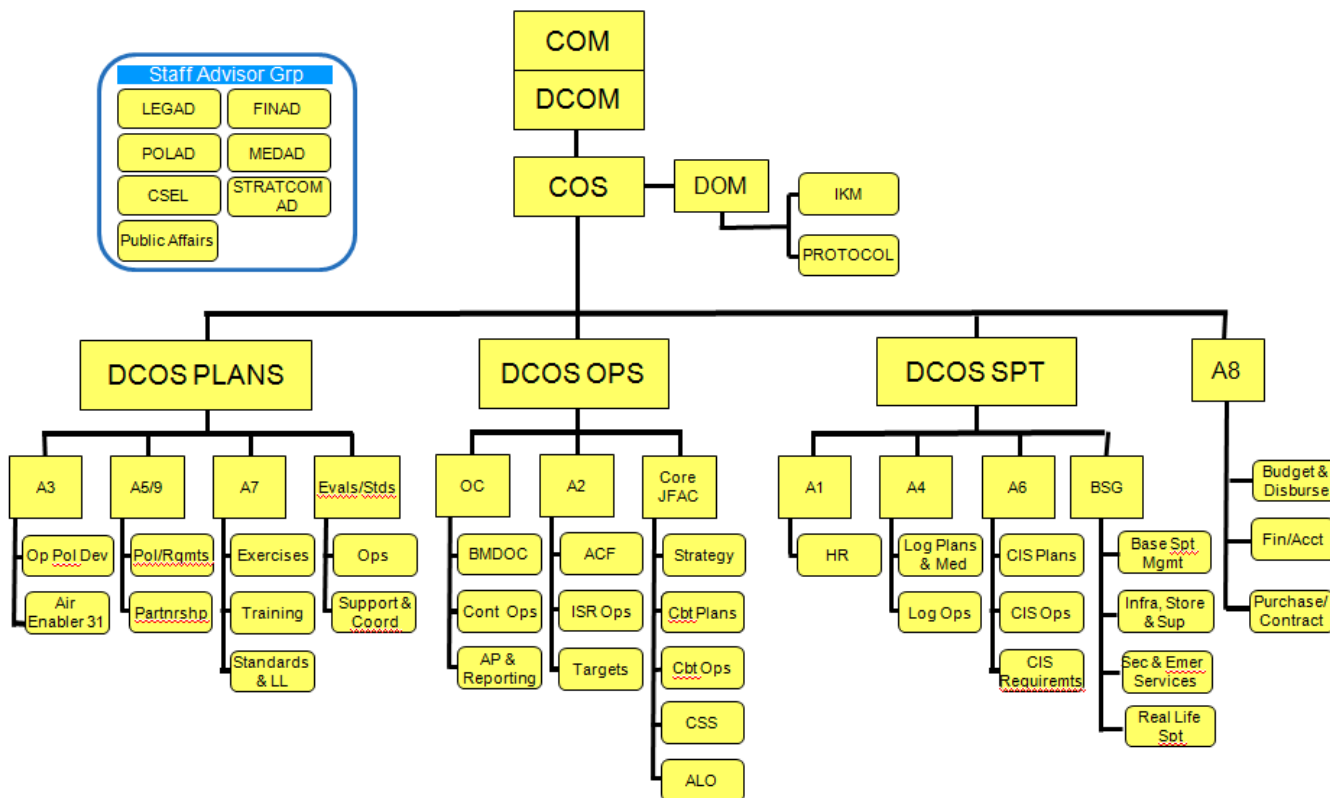 COM
Staff Advisor Grp
LEGAD
FINAD
DCOM
POLAD
MEDAD
CSEL
STRATCOM
AD
Public Affairs
COS
DOM
IKM
PROTOCOL
DCOS PLANS
DCOS OPS
DCOS SPT
A8
A3
A5/9
A7
Evals/Stds
OC
A2
Core
JFAC
A1
A4
A6
BSG
Op Pol Dev
Air
Enabler 31
Pol/Rqmts
Partnrshp
Exercises
Training
Standards
& LL
Ops
Support &
Coord
BMDOC
Cont Ops
AP &
Reporting
ACF
ISR Ops
Targets
Strategy
Cbt Plans
Cbt Ops
CSS
ALO
HR
Log Plans
& Med
Log Ops
CIS Plans
CIS Ops
CIS
Requiremts
Base Spt
Mgmt
Infra, Store
& Sup
Sec & Emer
Services
Real Life
Spt
Budget &
Disburse
Fin/Acct
Purchase/
Contract